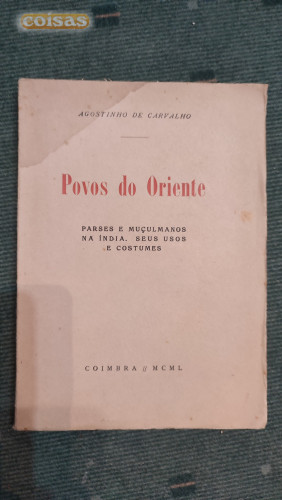 coisas
AGOSTINHO DE CARVALHO
Povos do Oriente
PARSES E MUÇULMANOS
NA ÍNDIA. SEUS USOS
E COSTUMES
COIMBRA // MCML